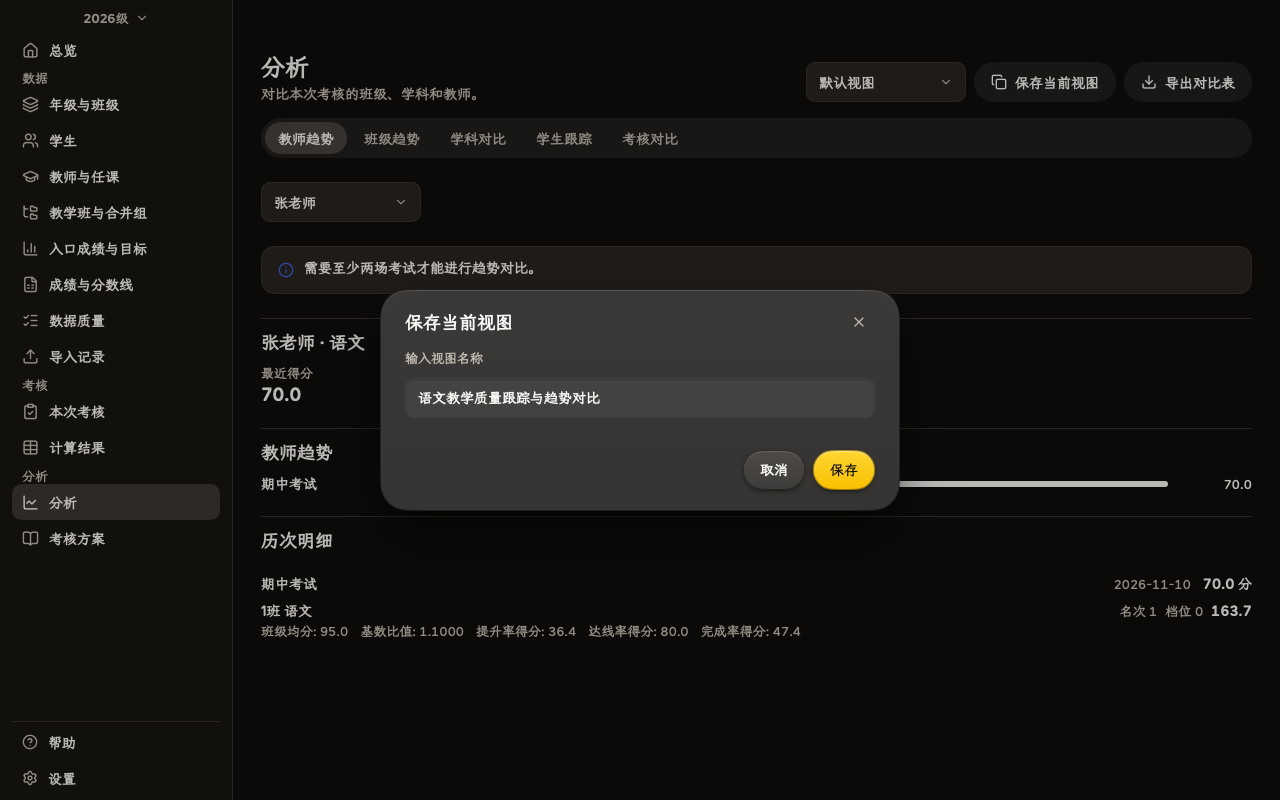 2026级
总览
数据
年级与班级
学生
教师与任课
教学班与合并组
入口成绩与目标
成绩与分数线
数据质量
导入记录
考核
本次考核
计算结果
分析
分析
考核方案
帮助
设置
分析
对比本次考核的班级、学科和教师。
默认视图
保存当前视图
导出对比表
教师趋势 班级趋势 学科对比 学生跟踪 考核对比
张老师
需要至少两场考试才能进行趋势对比。
张老师 · 语文
最近得分
70.0
保存当前视图
输入视图名称
语文教学质量跟踪与趋势对比
取消 保存
教师趋势
期中考试 70.0
历次明细
期中考试 2026-11-10 70.0 分
1班 语文 名次 1 档位 0 163.7
班级均分: 95.0 基数比值: 1.1000 提升率得分: 36.4 达线率得分: 80.0 完成率得分: 47.4